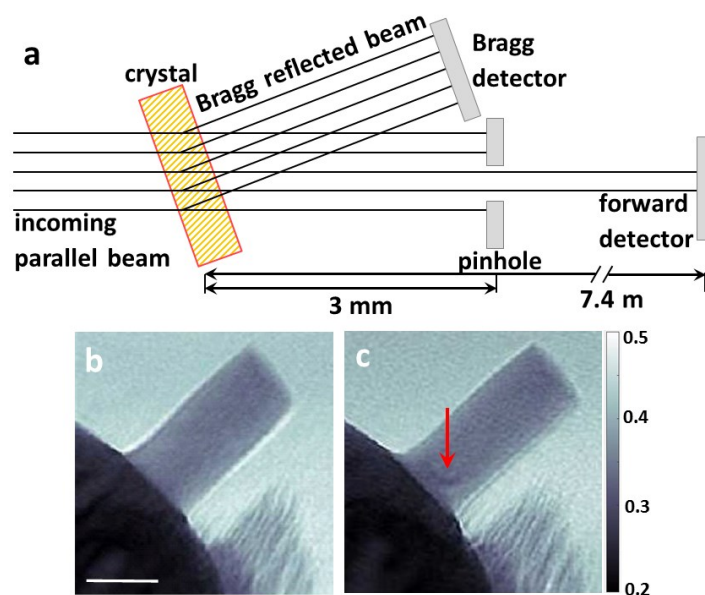 a
crystal
Bragg reflected beam
Bragg
detector
incoming
parallel beam
forward
detector
pinhole
3 mm
7.4 m
b
c
0.5
0.4
0.3
0.2